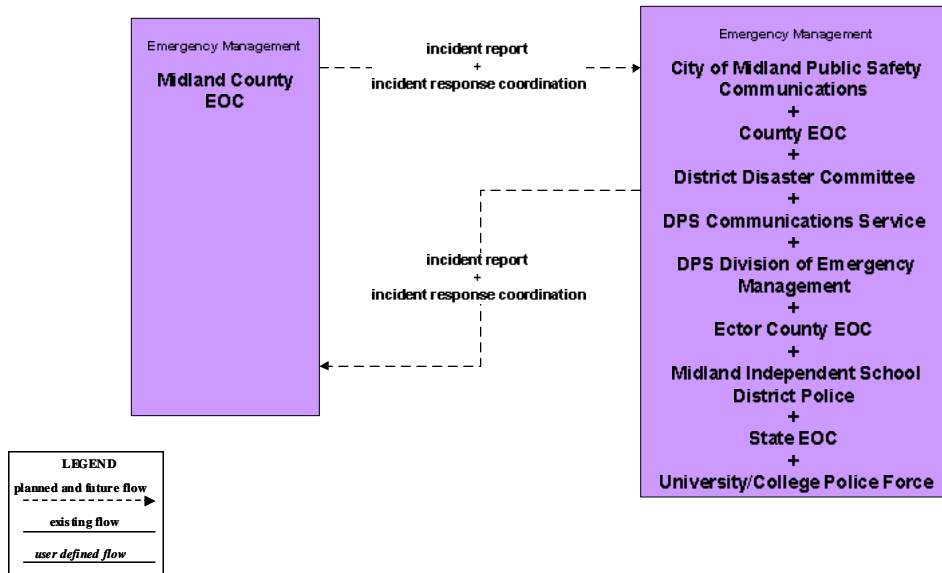 Emergency Management
Midland County
EOC
incident report
+
incident response coordination
incident report
+
incident response coordination
Emergency Management
City of Midland Public Safety
Communications
+
County EOC
+
District Disaster Committee
+
DPS Communications Service
+
DPS Division of Emergency
Management
+
Ector County EOC
+
Midland Independent School
District Police
+
State EOC
+
University/College Police Force
LEGEND
planned and future flow
existing flow
user defined flow